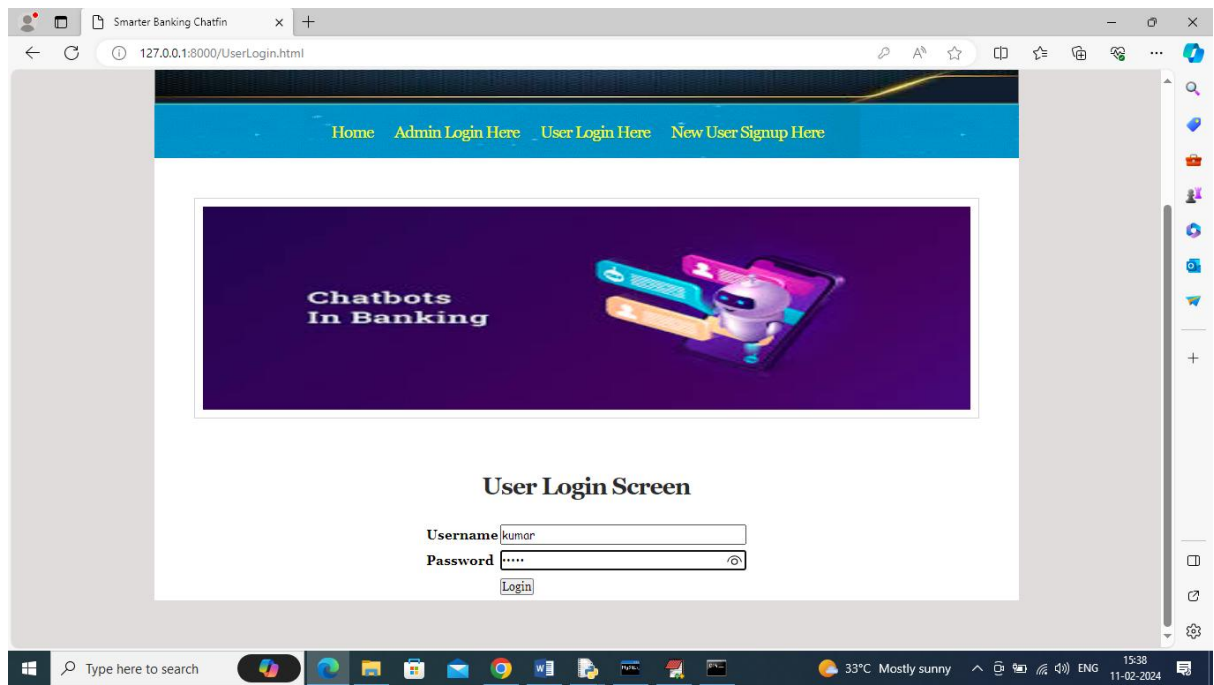 Smarter Banking Chatfin
127.0.0.1:8000/UserLogin.html
Home Admin Login Here User Login Here New User Signup Here
Chatbots
In Banking
User Login Screen
Username kumar
Password •••••
Login
Type here to search
33°C Mostly sunny
ENG
15:38
11-02-2024